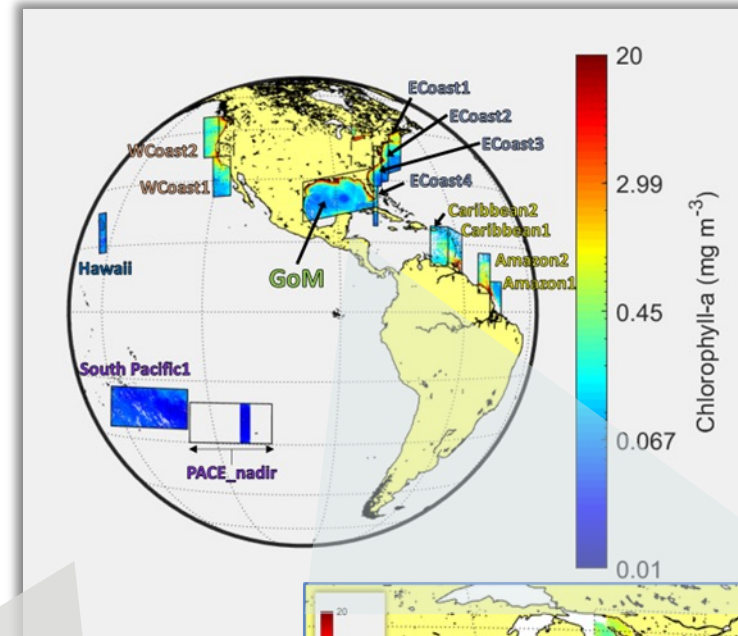 20
ECoast1
ECoast2
ECoast3
ECoast4
WCoast2
WCoast1
2.99
Caribbean2
Caribbean1
Amazon2
Amazon1
Hawaii
GoM
0.45
South Pacific1
PACE_nadir
0.067
0.01
Chlorophyll-a (mg m-3)
20